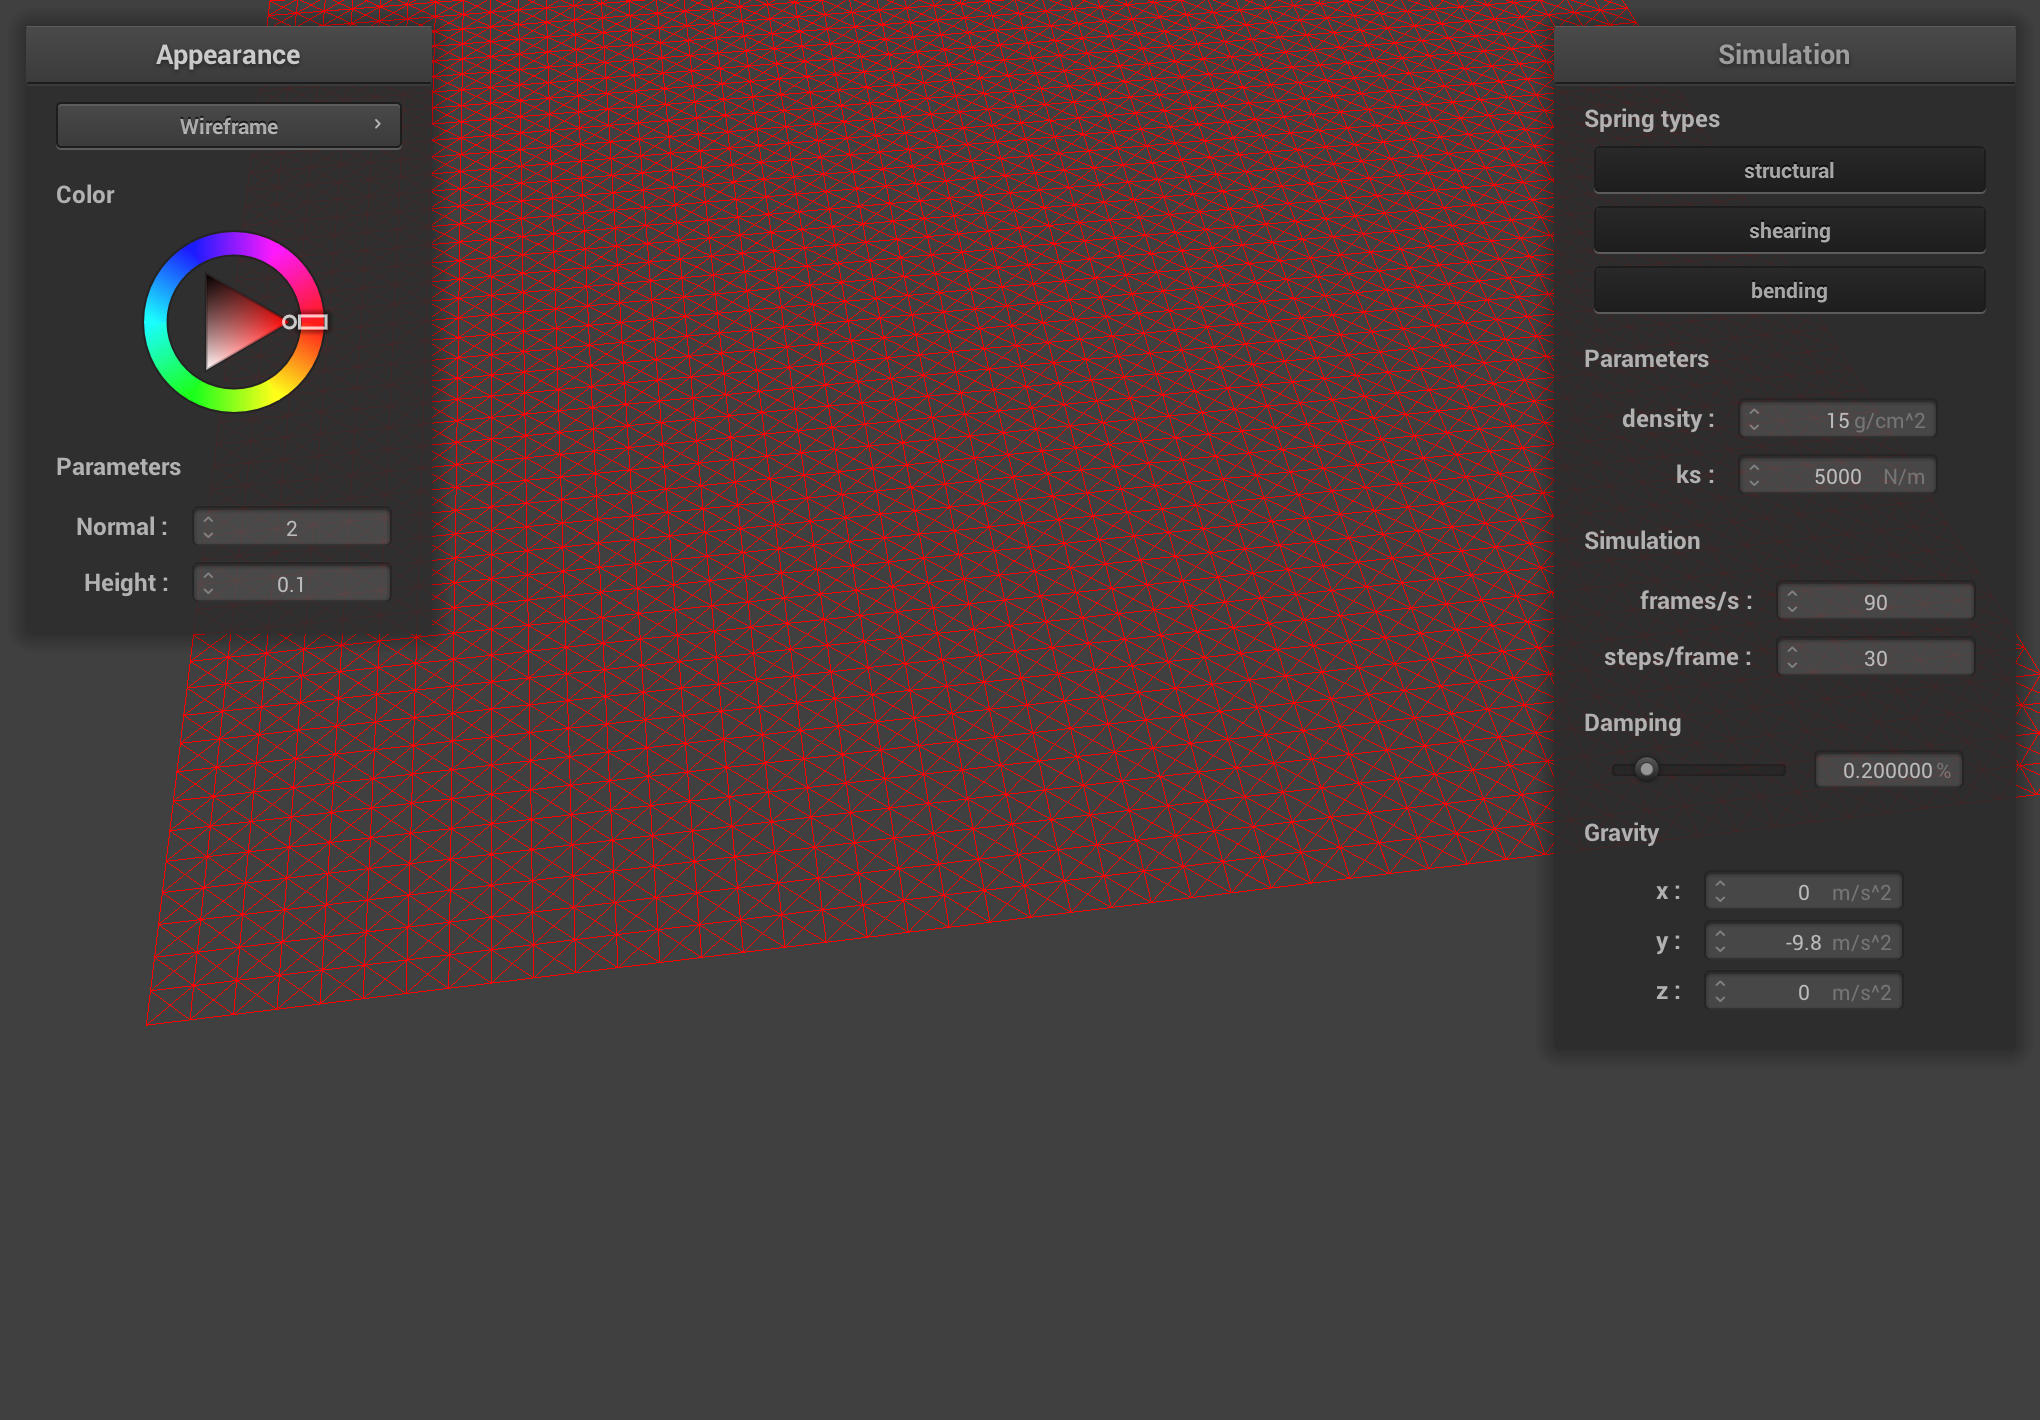 Appearance
Wireframe
Color
Parameters
Normal : 2
Height : 0.1
Simulation
Spring types
structural
shearing
bending
Parameters
density : 15 g/cm^2
ks : 5000 N/m
Simulation
frames/s : 90
steps/frame : 30
Damping
0.200000 %
Gravity
x : 0 m/s^2
y : -9.8 m/s^2
z : 0 m/s^2